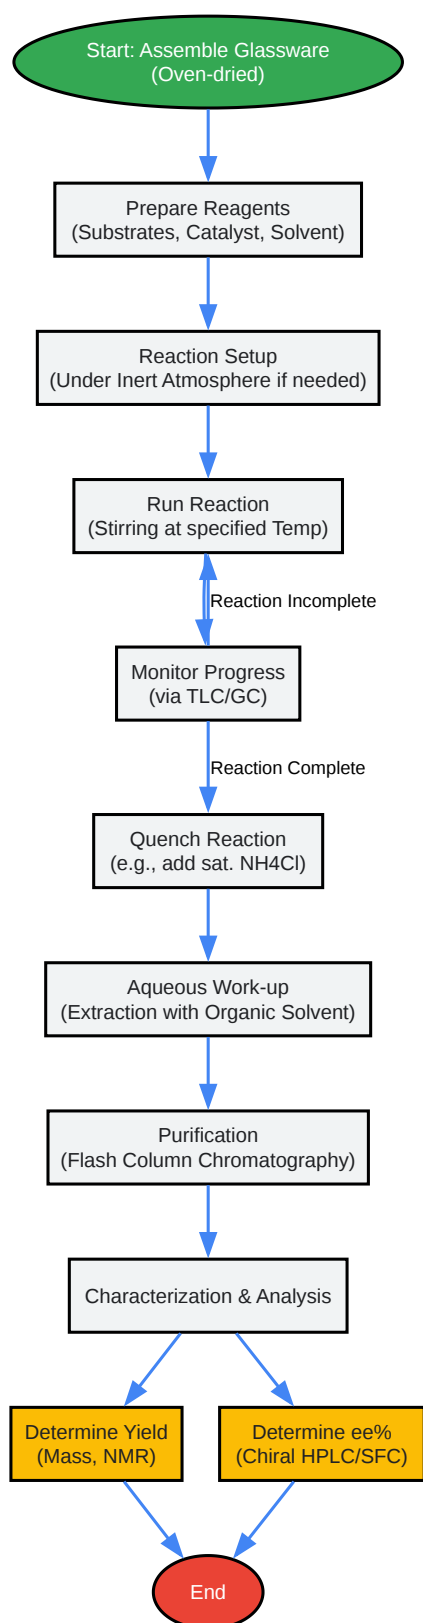 Start: Assemble Glassware
(Oven-dried)
Prepare Reagents
(Substrates, Catalyst, Solvent)
Reaction Setup
(Under Inert Atmosphere if needed)
Run Reaction
(Stirring at specified Temp)
Reaction Incomplete
Monitor Progress
(via TLC/GC)
Reaction Complete
Quench Reaction
(e.g., add sat. NH4Cl)
Aqueous Work-up
(Extraction with Organic Solvent)
Purification
(Flash Column Chromatography)
Characterization & Analysis
Determine Yield
(Mass, NMR)
Determine ee%
(Chiral HPLC/SFC)
End